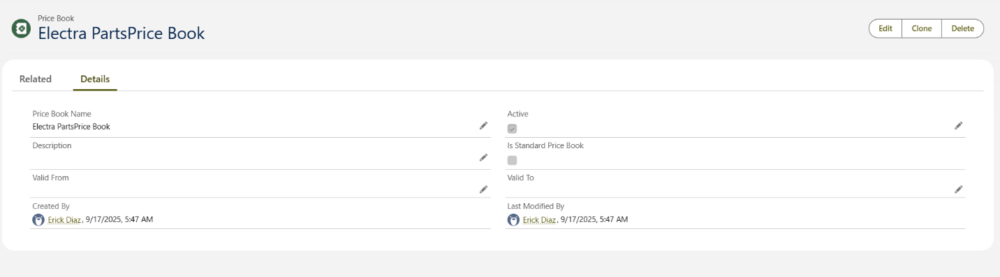 Price Book
Electra PartsPrice Book
Edit Clone Delete
Related Details
Price Book Name Active
Electra PartsPrice Book
Description Is Standard Price Book
Valid From Valid To
Created By Last Modified By
Erick Diaz, 9/17/2025, 5:47 AM Erick Diaz, 9/17/2025, 5:47 AM